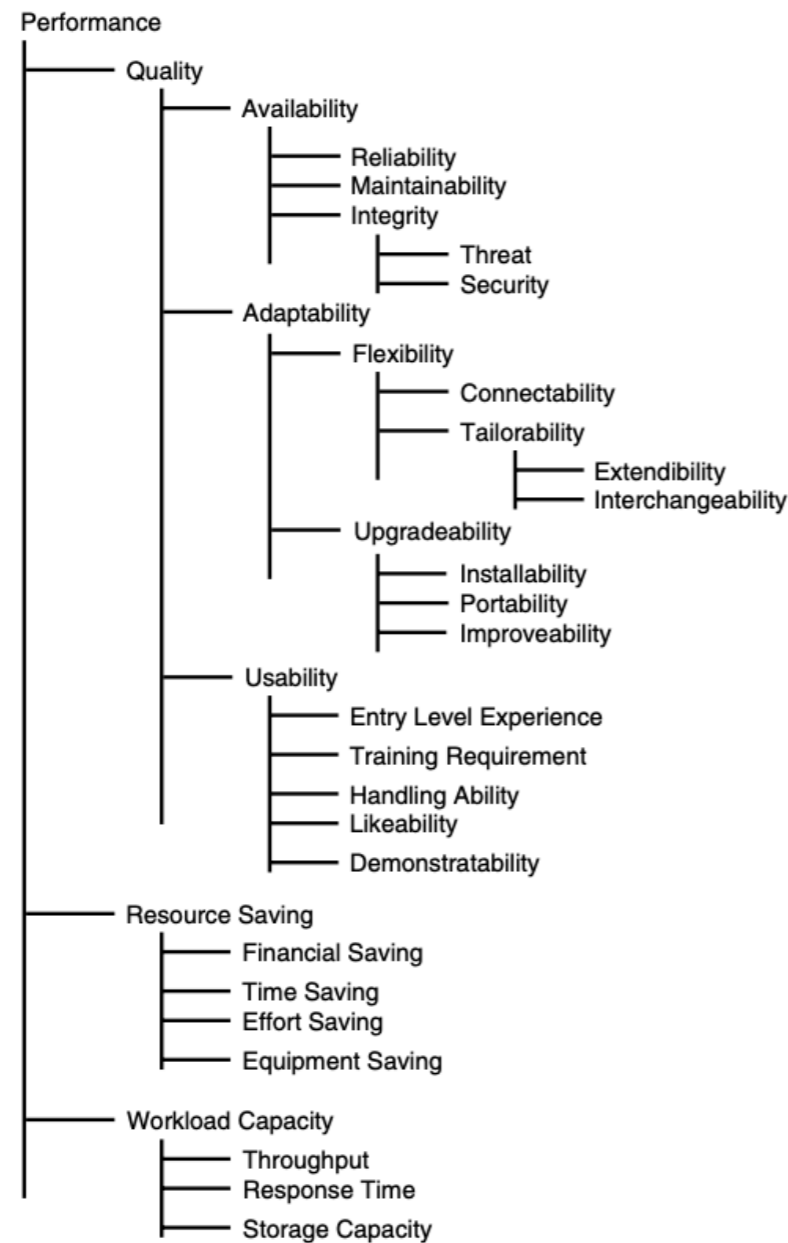 Performance
Quality
Availability
Reliability
Maintainability
Integrity
Threat
Security
Adaptability
Flexibility
Connectability
Tailorability
Extendibility
Interchangeability
Upgradeability
Installability
Portability
Improveability
Usability
Entry Level Experience
Training Requirement
Handling Ability
Likeability
Demonstratability
Resource Saving
Financial Saving
Time Saving
Effort Saving
Equipment Saving
Workload Capacity
Throughput
Response Time
Storage Capacity